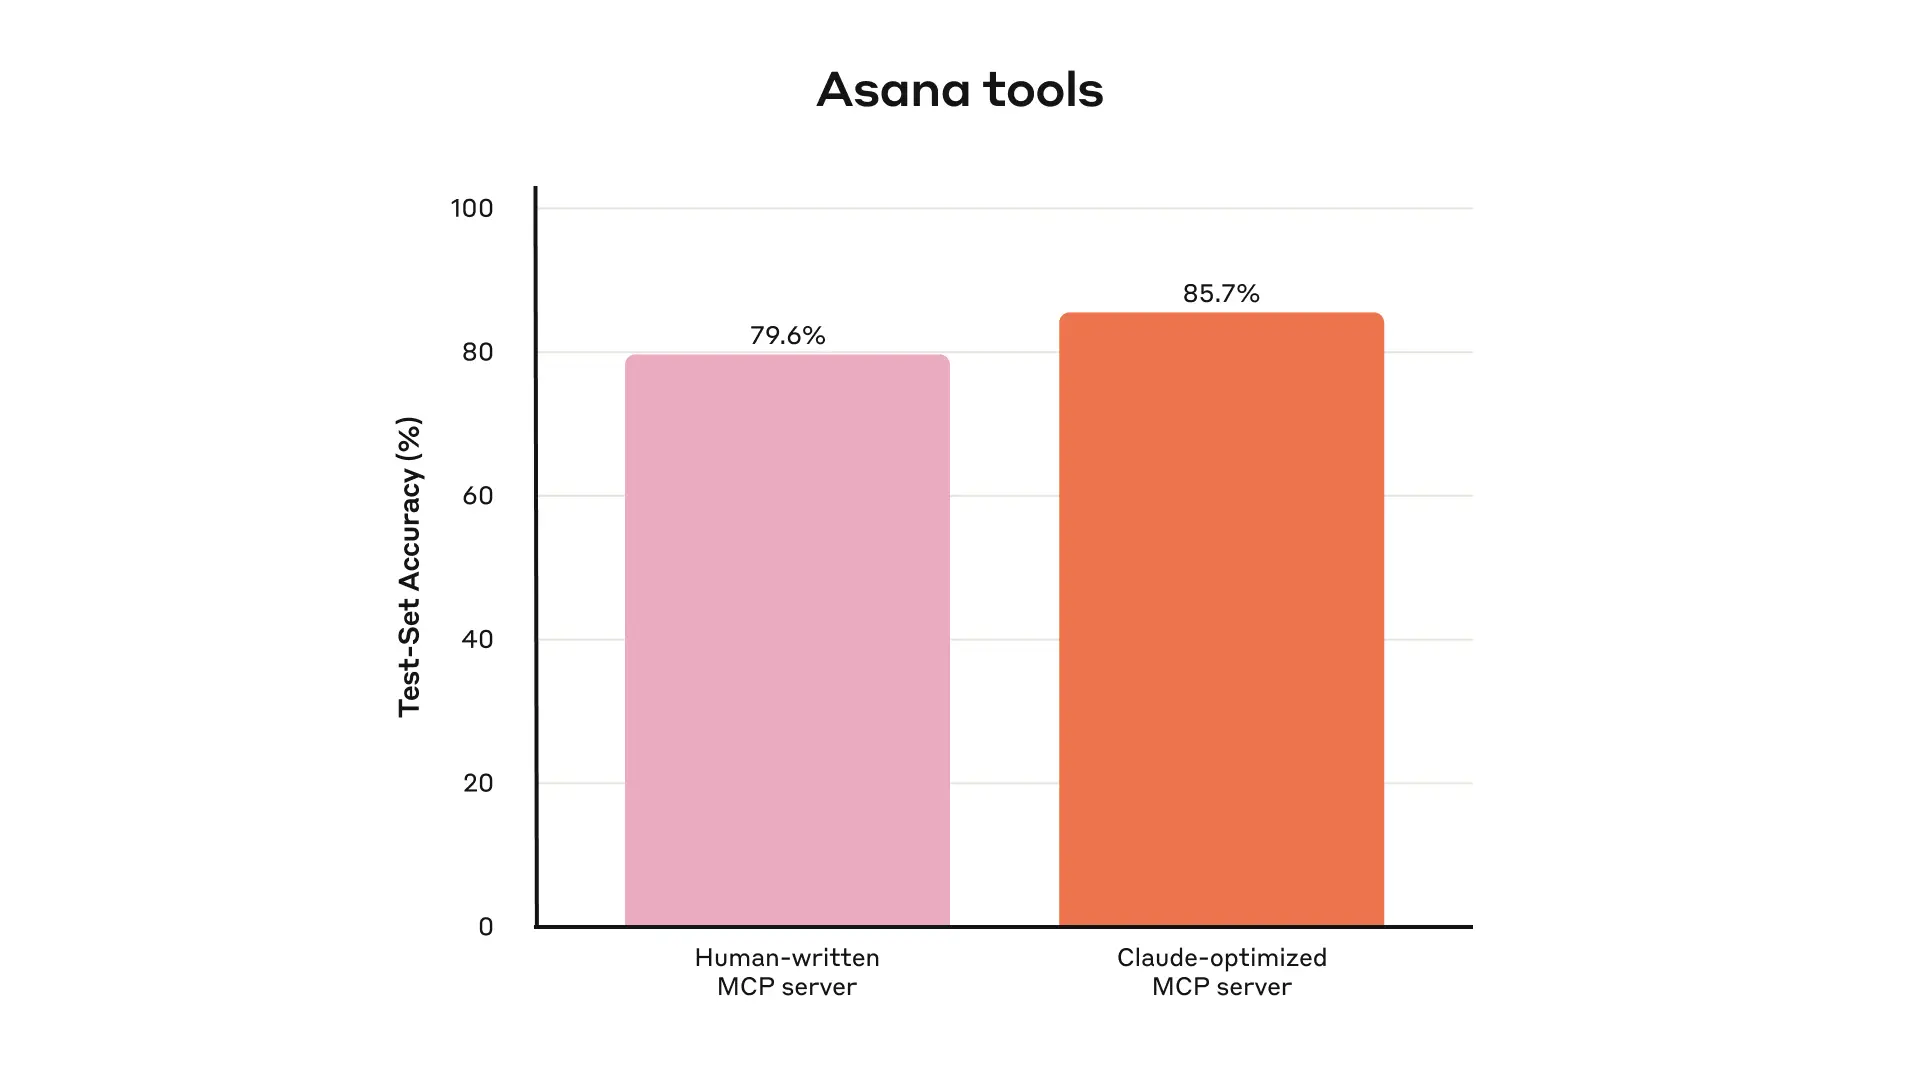 Asana tools
Test-Set Accuracy (%)
100
80
60
40
20
0
79.6%
85.7%
Human-written
MCP server
Claude-optimized
MCP server